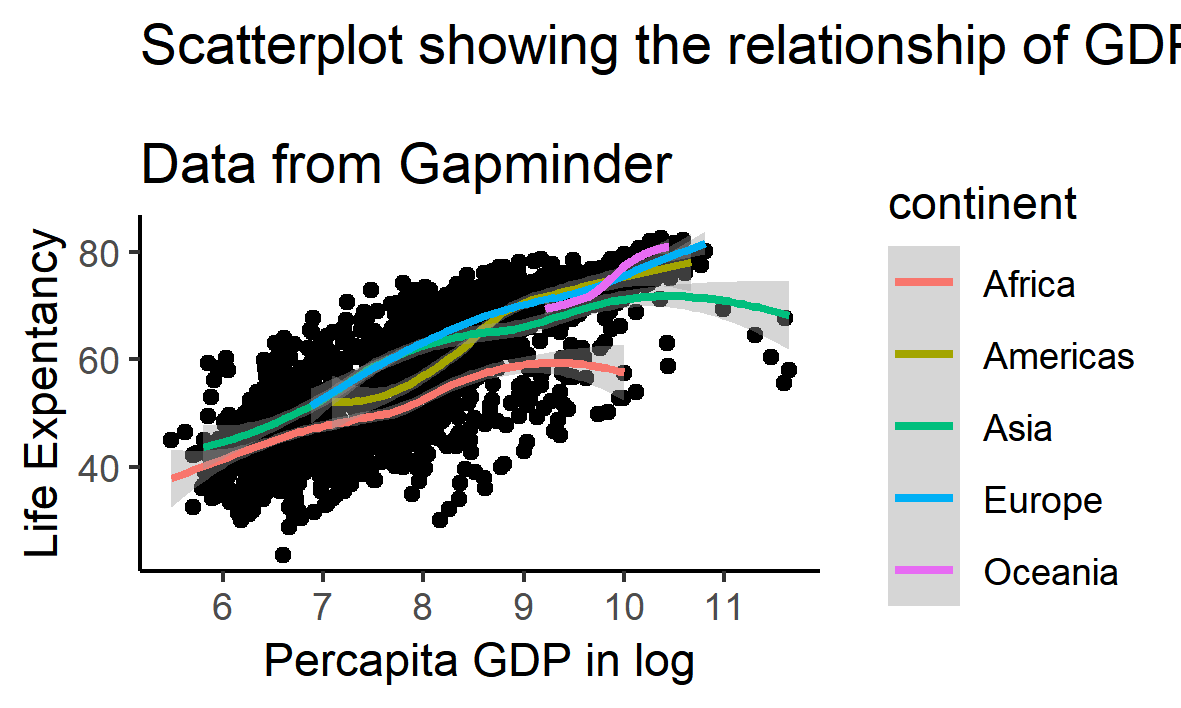 Scatterplot showing the relationship of GDP
Data from Gapminder
continent
Africa
Americas
Asia
Europe
Oceania
Life Expentancy
80
60
40
6 7 8 9 10 11
Percapita GDP in log